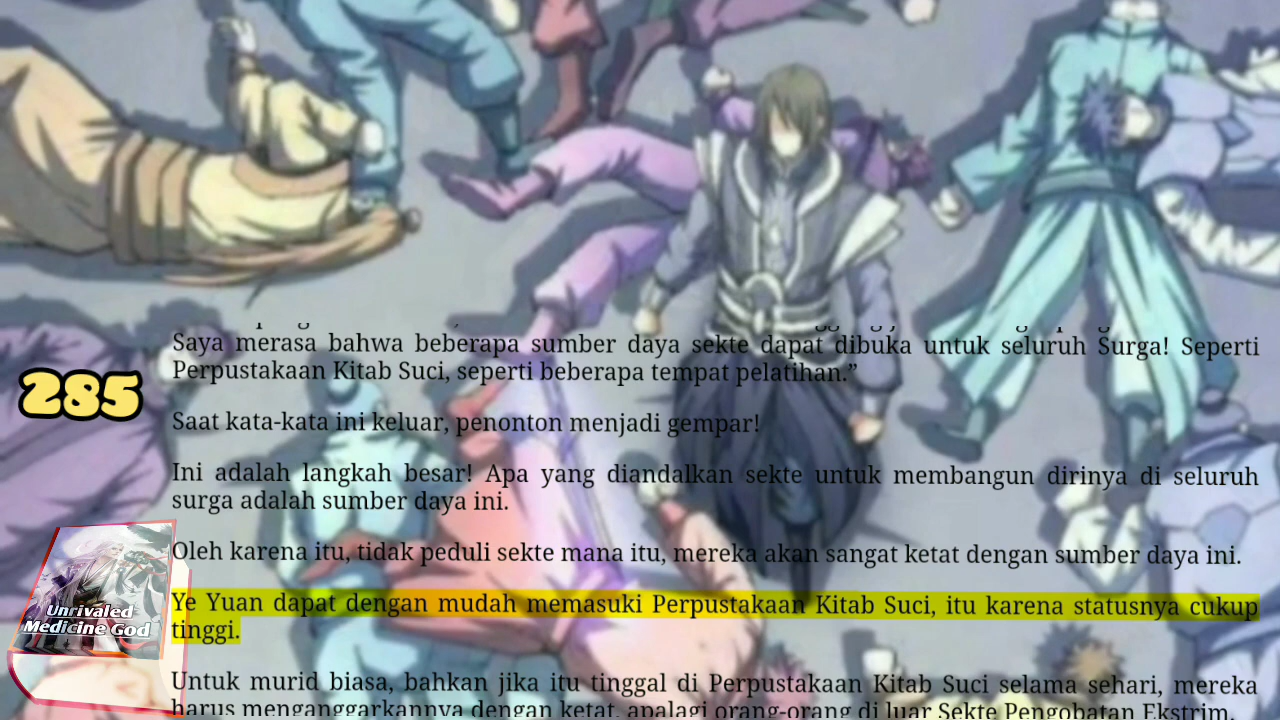 Saya merasa bahwa beberapa sumber daya sekte dapat dibuka untuk seluruh Surga! Seperti
Perpustakaan Kitab Suci, seperti beberapa tempat pelatihan.”
285
Saat kata-kata ini keluar, penonton menjadi gempar!
Ini adalah langkah besar! Apa yang diandalkan sekte untuk membangun dirinya di seluruh
surga adalah sumber daya ini.
Oleh karena itu, tidak peduli sekte mana itu, mereka akan sangat ketat dengan sumber daya ini.
Ye Yuan dapat dengan mudah memasuki Perpustakaan Kitab Suci, itu karena statusnya cukup
tinggi.
Unrivaled
Medicine God
Untuk murid biasa, bahkan jika itu tinggal di Perpustakaan Kitab Suci selama sehari, mereka
harus menganggarkannya dengan ketat, apalagi orang-orang di luar Sekte Pengobatan Ekstrim.